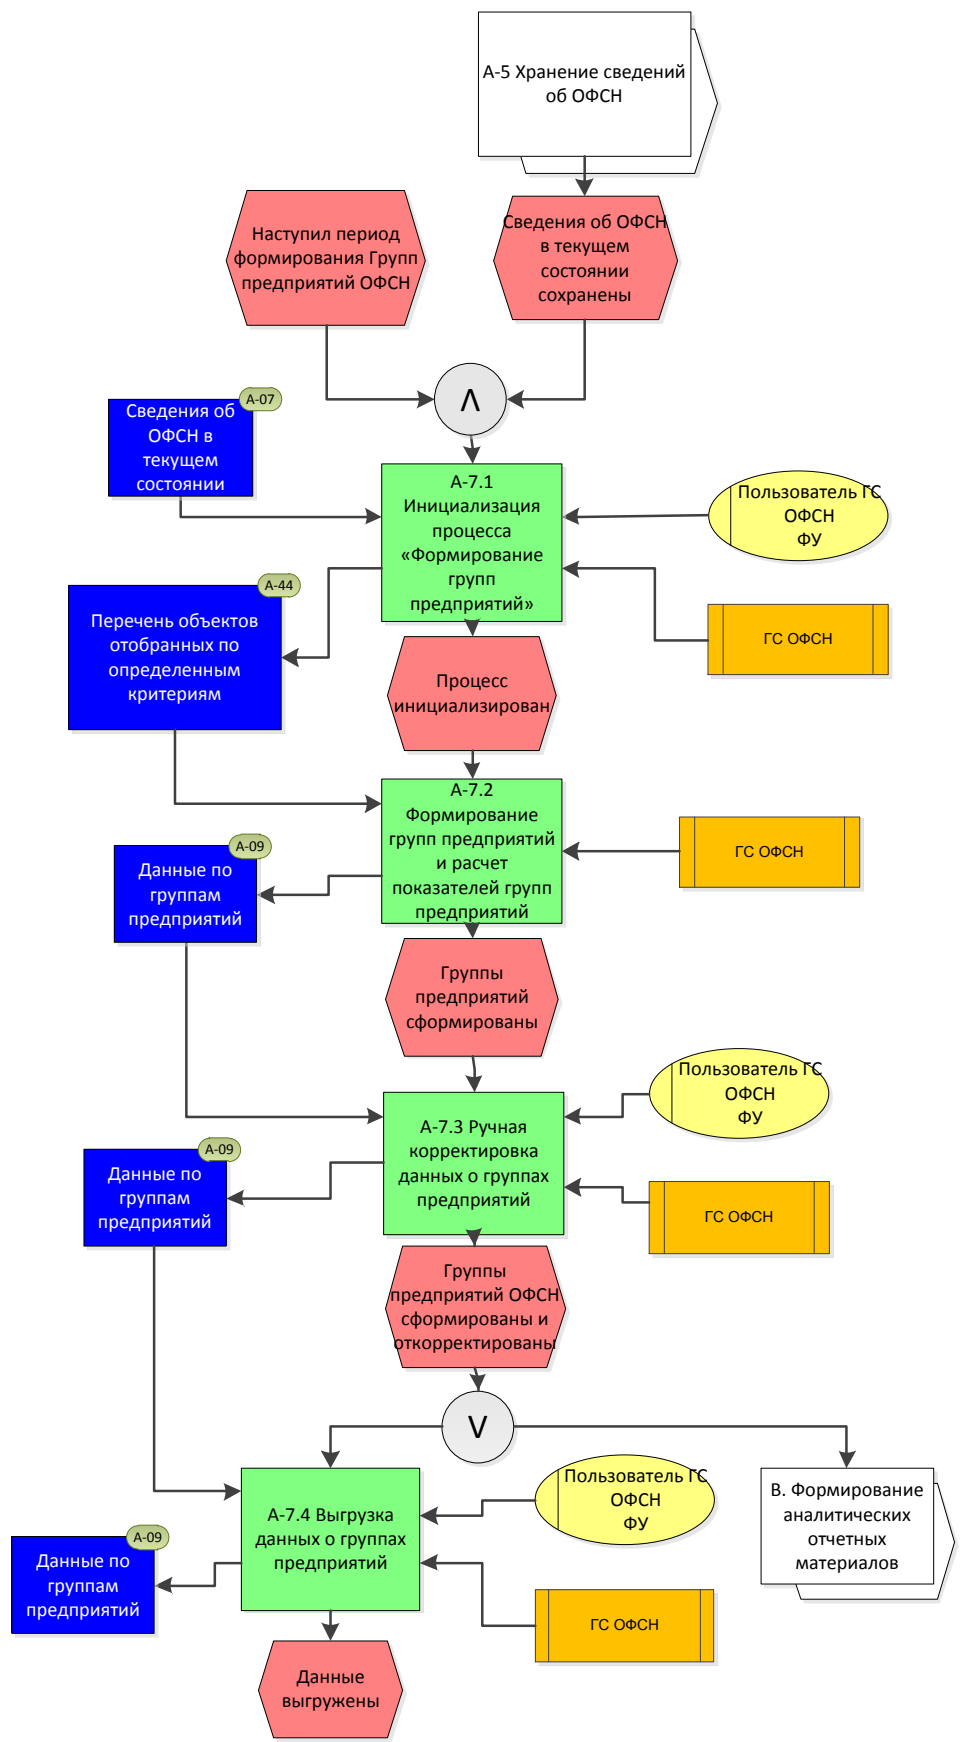 А-5 Хранение сведений
об ОФСН
Наступил период
формирования Групп
предприятий ОФСН
Сведения об ОФСН
в текущем
состоянии
сохранены
Λ
А-07
Сведения об
ОФСН в
текущем
состоянии
А-7.1
Инициализация
процесса
«Формирование
групп
предприятий»
Пользователь ГС
ОФСН
ФУ
ГС ОФСН
А-44
Перечень объектов
отобранных по
определенным
критериям
Процесс
инициализирован
А-7.2
Формирование
групп предприятий
и расчет
показателей групп
предприятий
ГС ОФСН
А-09
Данные по
группам
предприятий
Группы
предприятий
сформированы
Пользователь ГС
ОФСН
ФУ
А-7.3 Ручная
корректировка
данных о группах
предприятий
ГС ОФСН
А-09
Данные по
группам
предприятий
Группы
предприятий ОФСН
сформированы и
откорректированы
V
А-7.4 Выгрузка
данных о группах
предприятий
Пользователь ГС
ОФСН
ФУ
В. Формирование
аналитических
отчетных
материалов
А-09
Данные по
группам
предприятий
ГС ОФСН
Данные
выгружены